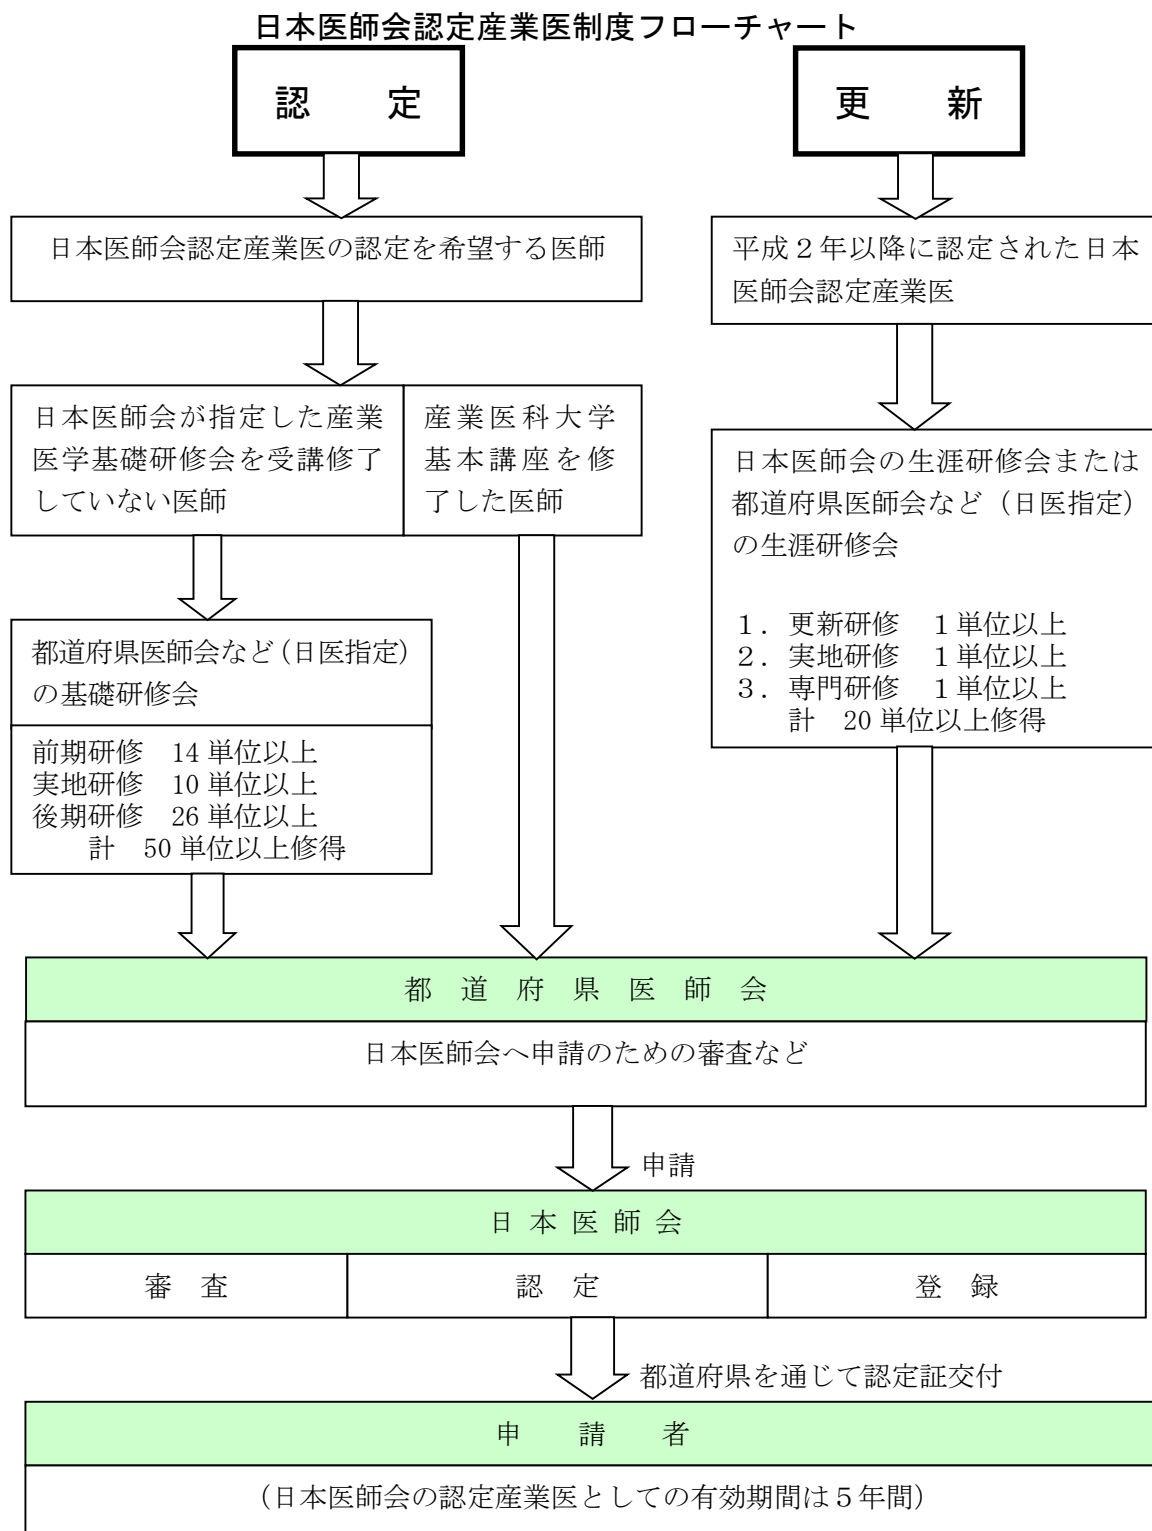 日本医師会認定産業医制度フローチャート
認　定
更　新
日本医師会認定産業医の認定を希望する医師
平成２年以降に認定された日本
医師会認定産業医
日本医師会が指定した産業
医学基礎研修会を受講修了
していない医師
産業医科大学
基本講座を修
了した医師
日本医師会の生涯研修会または
都道府県医師会など（日医指定）
の生涯研修会
１．更新研修　１単位以上
２．実地研修　１単位以上
３．専門研修　１単位以上
計　20単位以上修得
都道府県医師会など（日医指定）
の基礎研修会
前期研修　14単位以上
実地研修　10単位以上
後期研修　26単位以上
計　50単位以上修得
都　道　府　県　医　師　会
日本医師会へ申請のための審査など
申請
日 本 医 師 会
審　査
認　定
登　録
都道府県を通じて認定証交付
申　請　者
（日本医師会の認定産業医としての有効期間は５年間）